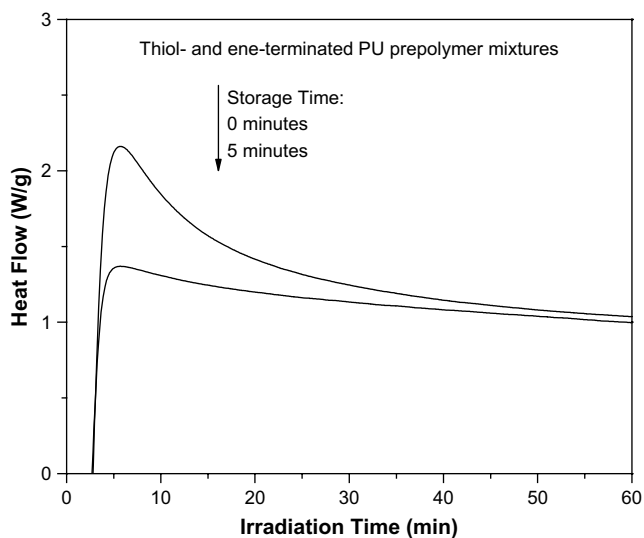 3
Thiol- and ene-terminated PU prepolymer mixtures
Storage Time:
0 minutes
5 minutes
2
1
0
Heat Flow (W/g)
0 10 20 30 40 50 60
Irradiation Time (min)